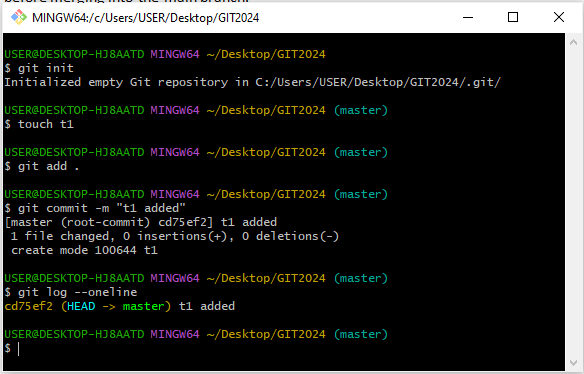 before merging into the main branch.
MINGW64:/c/Users/USER/Desktop/GIT2024
USER@DESKTOP-HJ8AATD MINGW64 ~/Desktop/GIT2024
$ git init
Initialized empty Git repository in C:/Users/USER/Desktop/GIT2024/.git/
USER@DESKTOP-HJ8AATD MINGW64 ~/Desktop/GIT2024 (master)
$ touch t1
USER@DESKTOP-HJ8AATD MINGW64 ~/Desktop/GIT2024 (master)
$ git add .
USER@DESKTOP-HJ8AATD MINGW64 ~/Desktop/GIT2024 (master)
$ git commit -m "t1 added"
[master (root-commit) cd75ef2] t1 added
 1 file changed, 0 insertions(+), 0 deletions(-)
 create mode 100644 t1
USER@DESKTOP-HJ8AATD MINGW64 ~/Desktop/GIT2024 (master)
$ git log --oneline
cd75ef2 (HEAD -> master) t1 added
USER@DESKTOP-HJ8AATD MINGW64 ~/Desktop/GIT2024 (master)
$